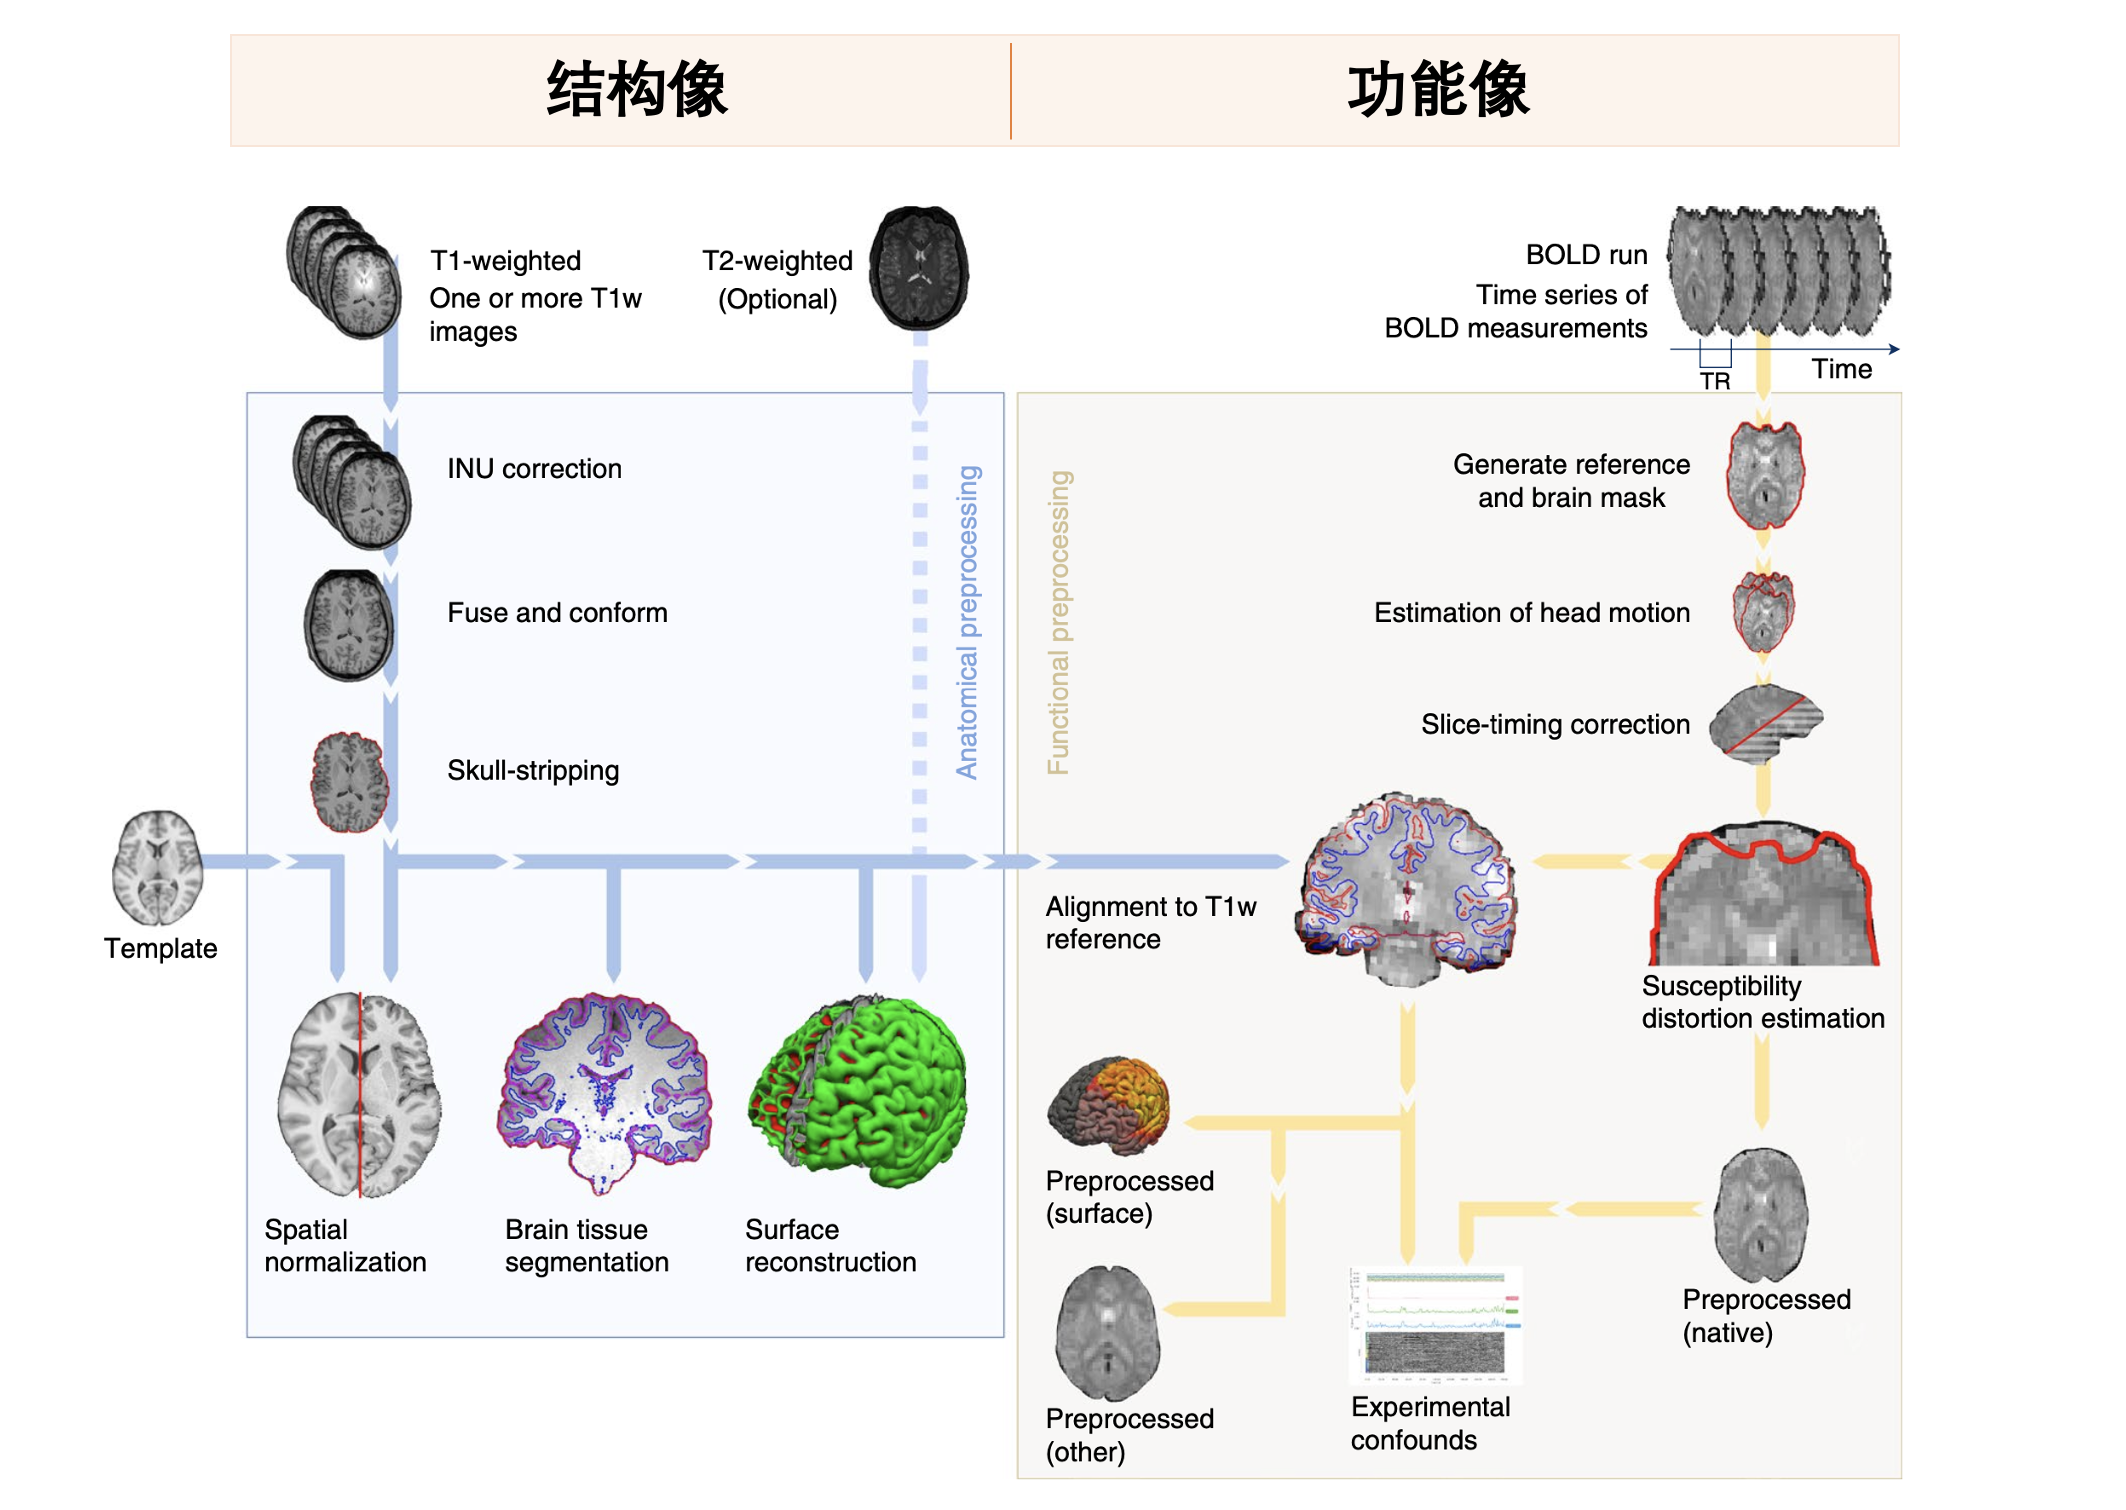 结构像
功能像
T1-weighted
One or more T1w
images
T2-weighted
(Optional)
BOLD run
Time series of
BOLD measurements
TR
Time
INU correction
Fuse and conform
Skull-stripping
Anatomical preprocessing
Template
Spatial
normalization
Brain tissue
segmentation
Surface
reconstruction
Functional preprocessing
Generate reference
and brain mask
Estimation of head motion
Slice-timing correction
Alignment to T1w
reference
Susceptibility
distortion estimation
Preprocessed
(surface)
Preprocessed
(other)
Experimental
confounds
Preprocessed
(native)